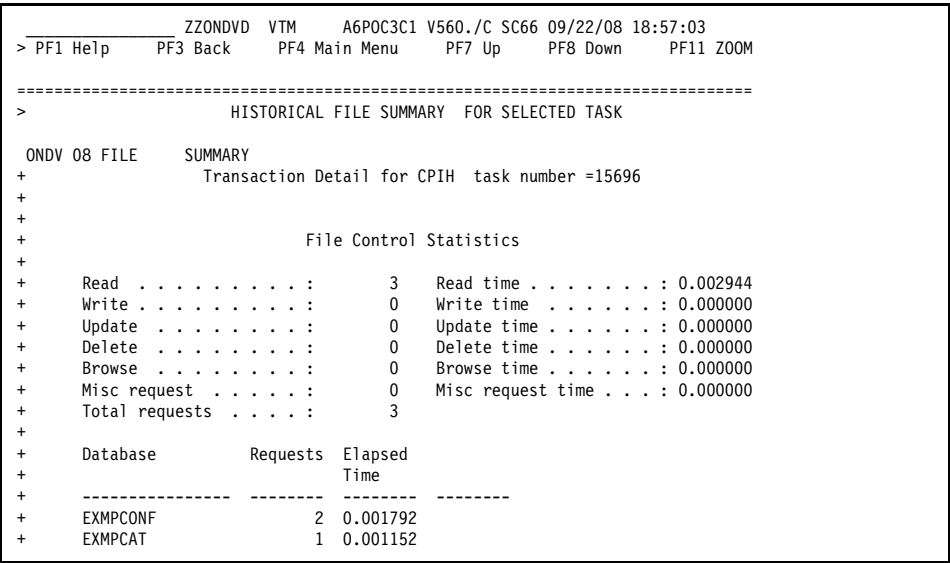 ________________ ZZONDVD VTM A6POC3C1 V560./C SC66 09/22/08 18:57:03
> PF1 Help PF3 Back PF4 Main Menu PF7 Up PF8 Down PF11 ZOOM
===============================================================================
> HISTORICAL FILE SUMMARY FOR SELECTED TASK
ONDV 08 FILE SUMMARY
+ Transaction Detail for CPIH task number =15696
+
+
+ File Control Statistics
+
+ Read . . . . . . . . . : 3 Read time . . . . . . . : 0.002944
+ Write . . . . . . . . . : 0 Write time . . . . . . : 0.000000
+ Update . . . . . . . . : 0 Update time . . . . . . : 0.000000
+ Delete . . . . . . . . : 0 Delete time . . . . . . : 0.000000
+ Browse . . . . . . . . : 0 Browse time . . . . . . : 0.000000
+ Misc request . . . . . : 0 Misc request time . . . : 0.000000
+ Total requests . . . . : 3
+
+ Database Requests Elapsed
+ Time
+ ---------------- -------- -------- --------
+ EXMPCONF 2 0.001792
+ EXMPCAT 1 0.001152